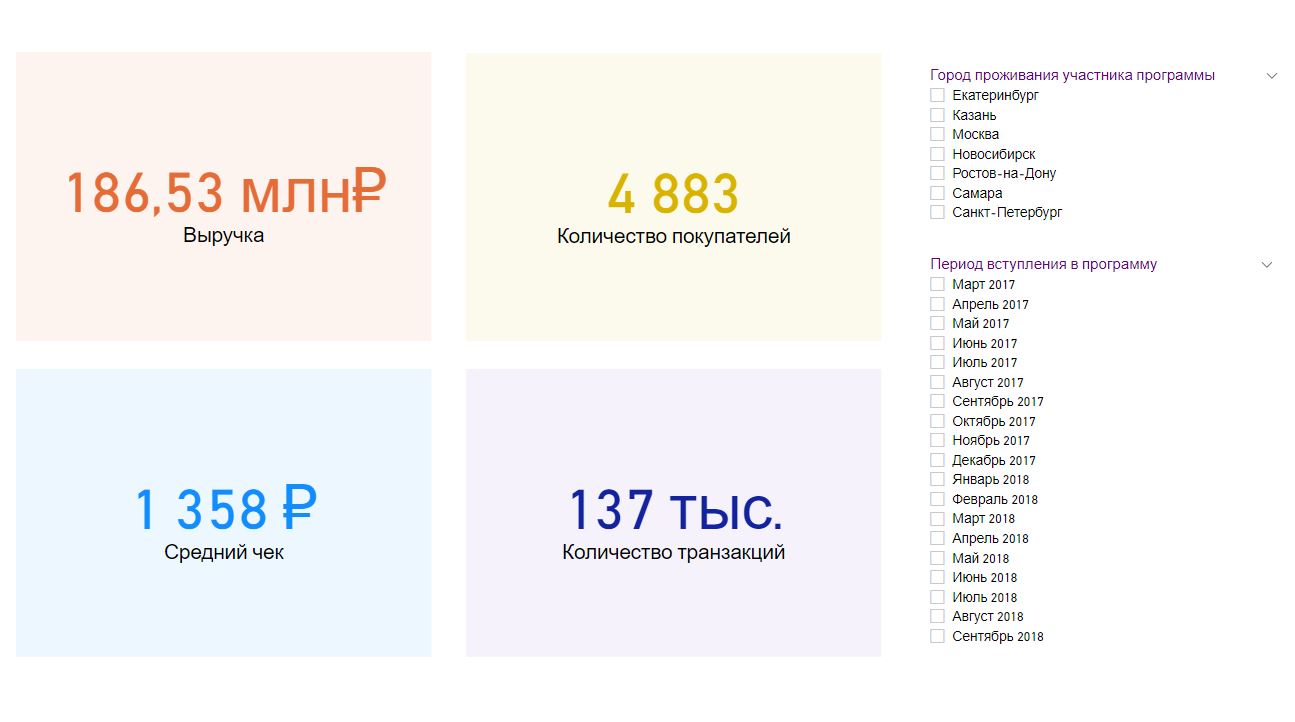 186,53 млн₽
Выручка
4 883
Количество покупателей
1 358 ₽
Средний чек
137 тыс.
Количество транзакций
Город проживания участника программы
Екатеринбург
Казань
Москва
Новосибирск
Ростов-на-Дону
Самара
Санкт-Петербург
Период вступления в программу
Март 2017
Апрель 2017
Май 2017
Июнь 2017
Июль 2017
Август 2017
Сентябрь 2017
Октябрь 2017
Ноябрь 2017
Декабрь 2017
Январь 2018
Февраль 2018
Март 2018
Апрель 2018
Май 2018
Июнь 2018
Июль 2018
Август 2018
Сентябрь 2018